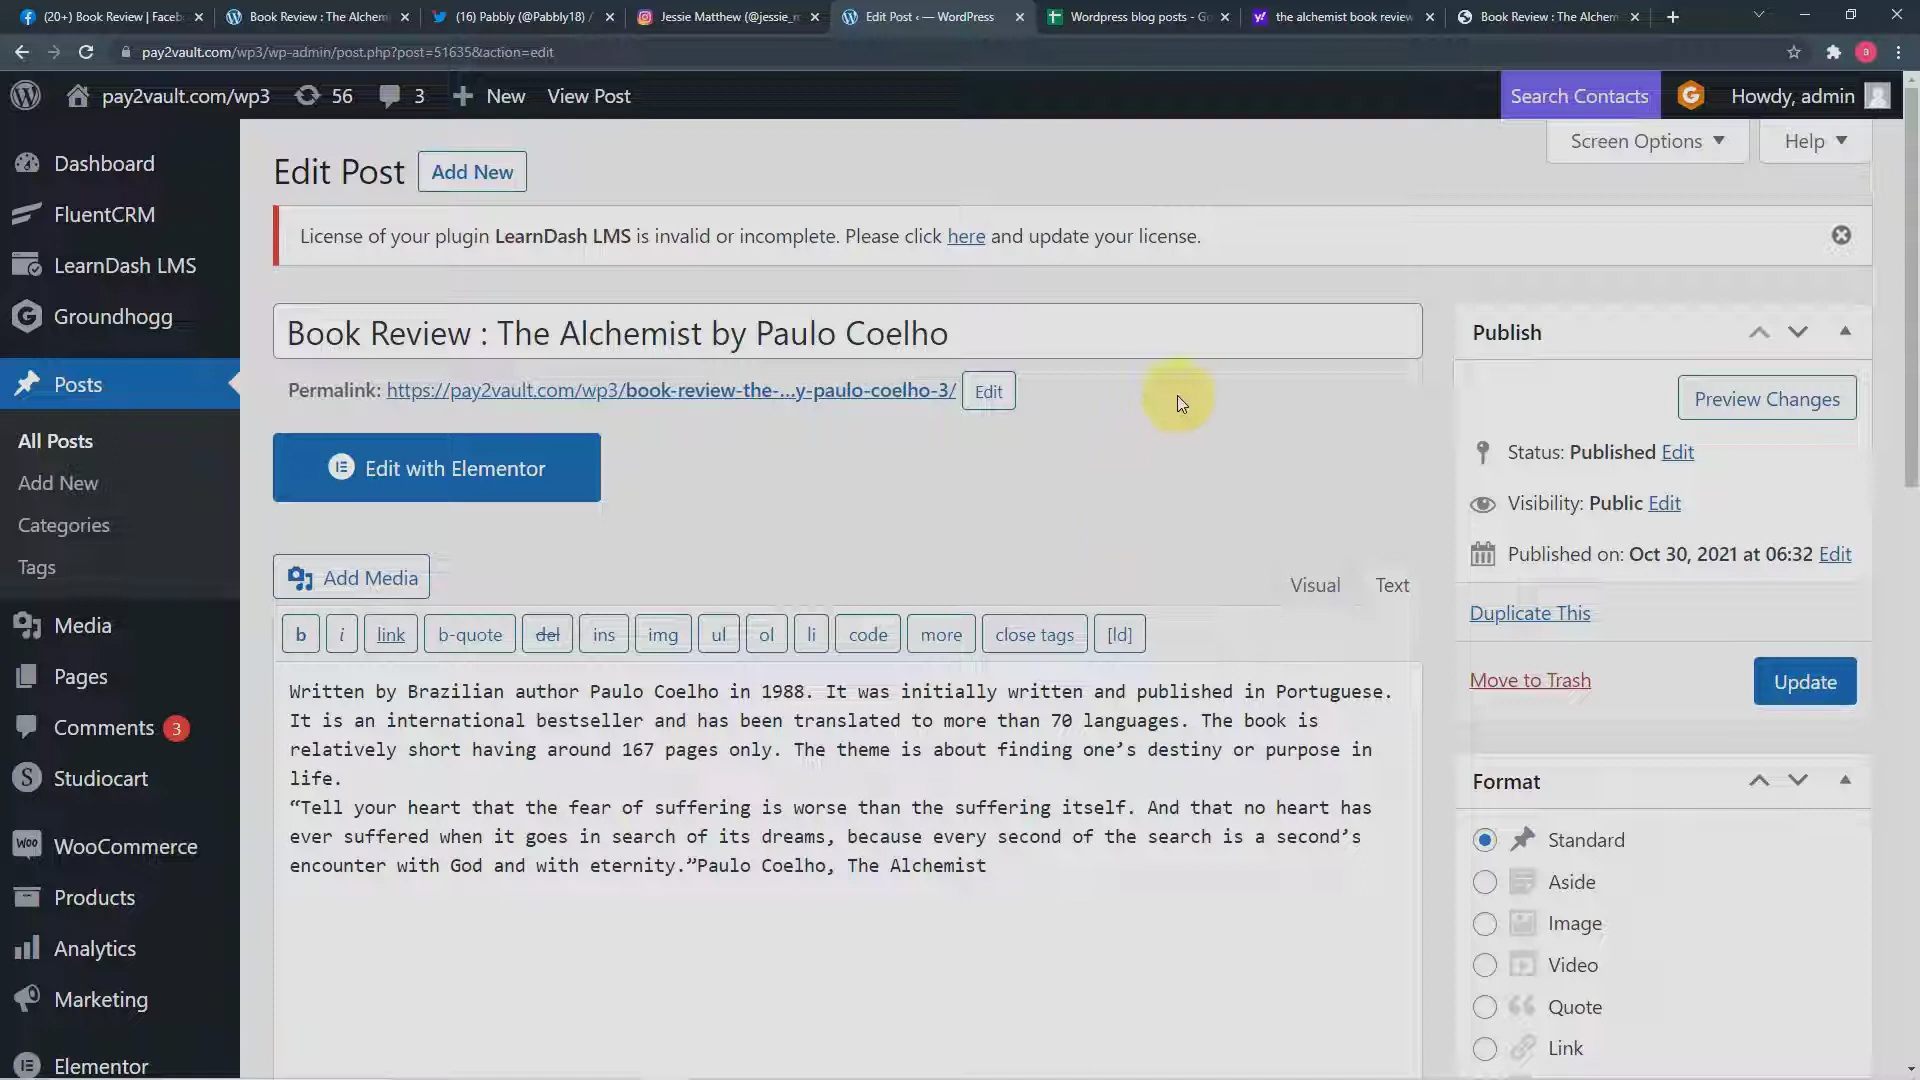 (20+) Book Review | Faceb
Book Review : The Alchem
(16) Pabbly (@Pabbly18) /
Jessie Matthew (@jessie_m
Edit Post ‹ — WordPress
Wordpress blog posts - Go
the alchemist book review
Book Review : The Alchem
pay2vault.com/wp3/wp-admin/post.php?post=51635&action=edit
pay2vault.com/wp3
56
3
New
View Post
Search Contacts
Howdy, admin
Screen Options
Help
Dashboard
FluentCRM
LearnDash LMS
Groundhogg
Posts
All Posts
Add New
Categories
Tags
Media
Pages
Comments 3
Studiocart
WooCommerce
Products
Analytics
Marketing
Elementor
Edit Post
Add New
License of your plugin LearnDash LMS is invalid or incomplete. Please click here and update your license.
Book Review : The Alchemist by Paulo Coelho
Permalink: https://pay2vault.com/wp3/book-review-the-…y-paulo-coelho-3/ Edit
Edit with Elementor
Add Media
Visual
Text
b
i
link
b-quote
del
ins
img
ul
ol
li
code
more
close tags
[ld]
Written by Brazilian author Paulo Coelho in 1988. It was initially written and published in Portuguese.
It is an international bestseller and has been translated to more than 70 languages. The book is
relatively short having around 167 pages only. The theme is about finding one’s destiny or purpose in
life.
“Tell your heart that the fear of suffering is worse than the suffering itself. And that no heart has
ever suffered when it goes in search of its dreams, because every second of the search is a second’s
encounter with God and with eternity.”Paulo Coelho, The Alchemist
Publish
Preview Changes
Status: Published Edit
Visibility: Public Edit
Published on: Oct 30, 2021 at 06:32 Edit
Duplicate This
Move to Trash
Update
Format
Standard
Aside
Image
Video
Quote
Link